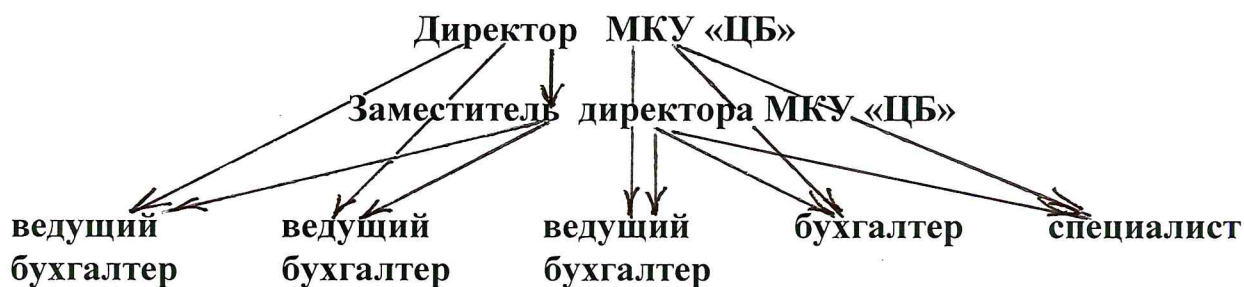 Директор МКУ «ЦБ»
Заместитель директора МКУ «ЦБ»
ведущий ведущий ведущий бухгалтер специалист
бухгалтер бухгалтер бухгалтер